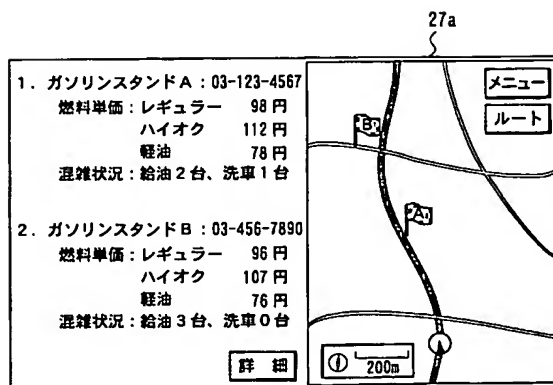 27a
1. ガソリンスタンドA：03-123-4567
燃料単価：レギュラー 98円
ハイオク 112円
軽油 78円
混雑状況：給油2台、洗車1台
2. ガソリンスタンドB：03-456-7890
燃料単価：レギュラー 96円
ハイオク 107円
軽油 76円
混雑状況：給油3台、洗車0台
詳細
メニュー
ルート
B
A
200m